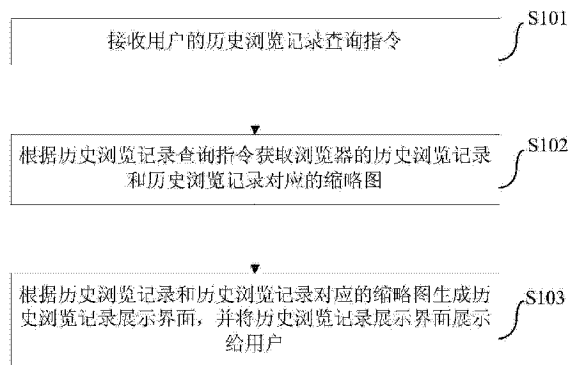 接收用户的历史浏览记录查询指令
S101
根据历史浏览记录查询指令获取浏览器的历史浏览记录
和历史浏览记录对应的缩略图
S102
根据历史浏览记录和历史浏览记录对应的缩略图生成历
史浏览记录展示界面，并将历史浏览记录展示界面展示
给用户
S103